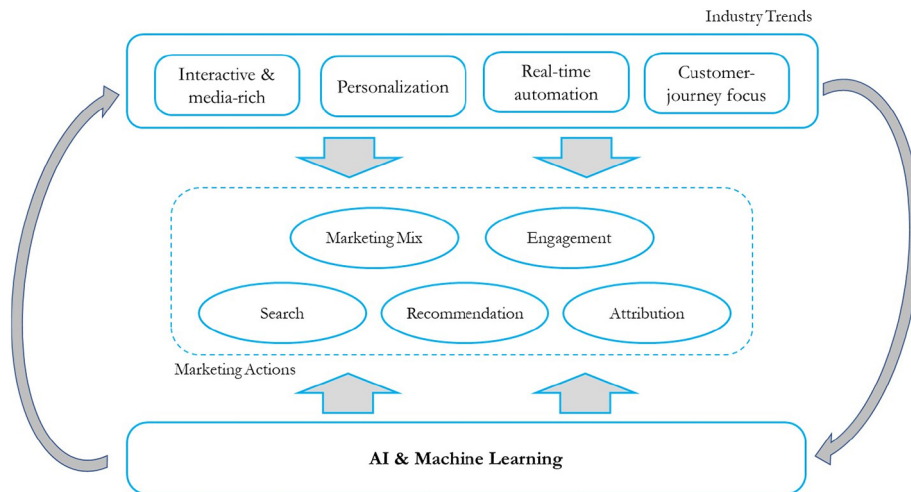 Industry Trends
Interactive &
media-rich
Personalization
Real-time
automation
Customer-
journey focus
Marketing Mix
Engagement
Search
Recommendation
Attribution
Marketing Actions
AI & Machine Learning